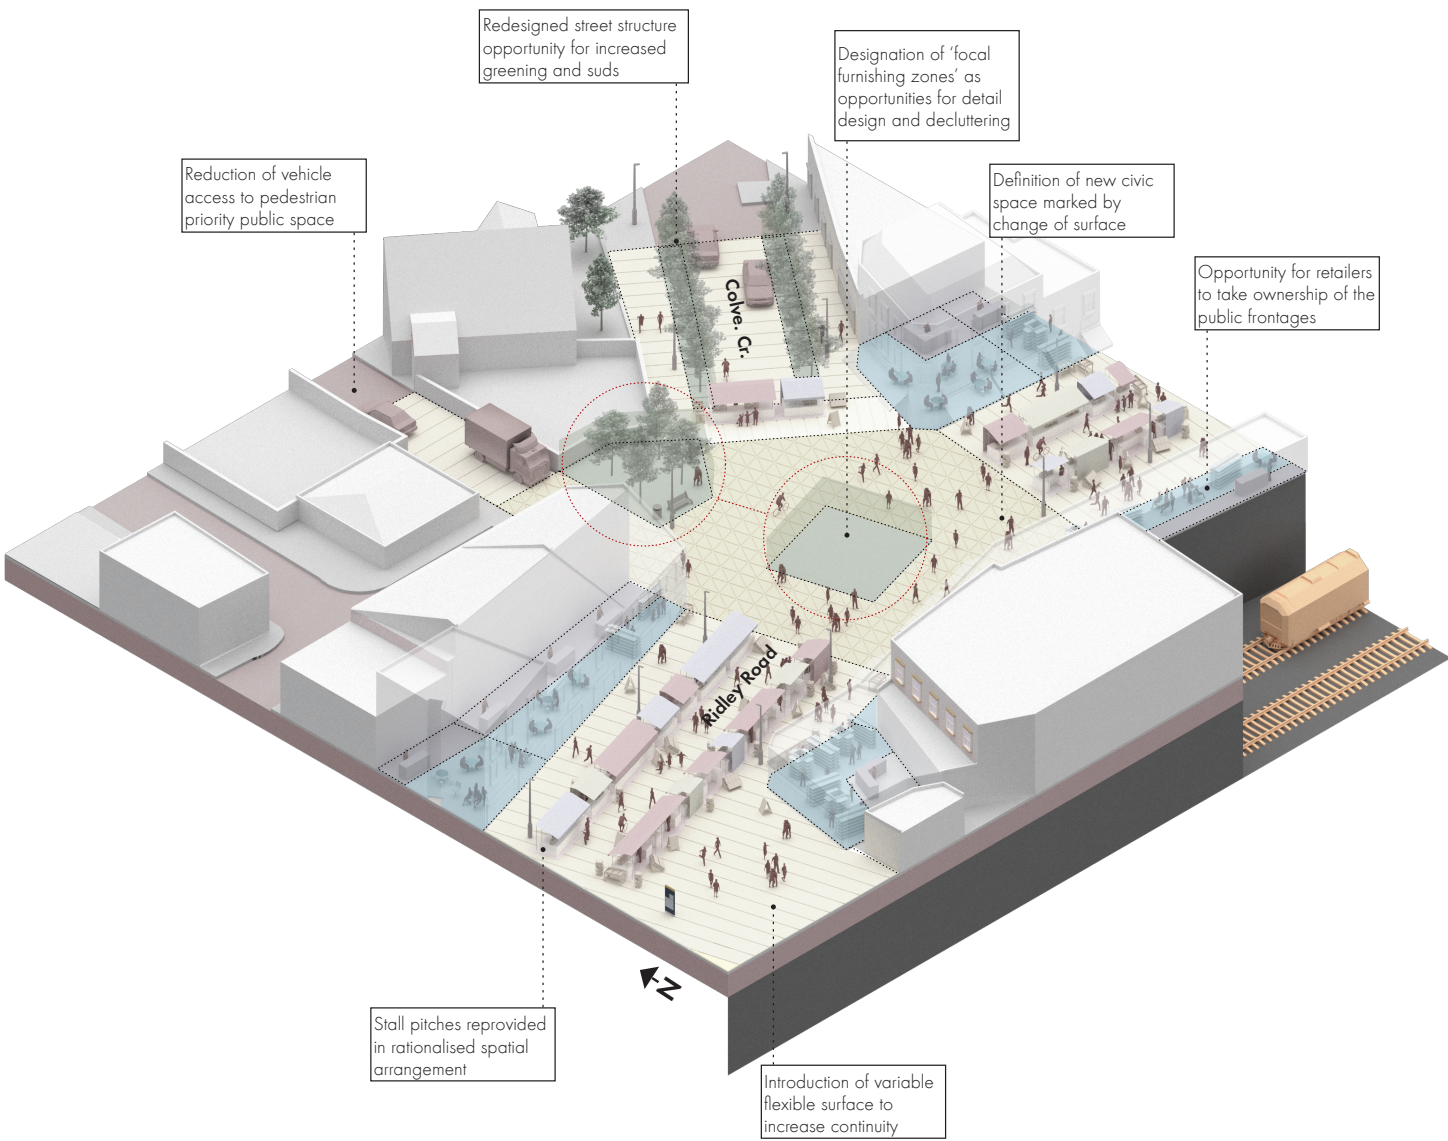 Redesigned street structure
opportunity for increased
greening and suds
Designation of ‘focal
furnishing zones’ as
opportunities for detail
design and decluttering
Reduction of vehicle
access to pedestrian
priority public space
Definition of new civic
space marked by
change of surface
Opportunity for retailers
to take ownership of the
public frontages
Colve. Cr.
Ridley Road
N
Stall pitches reprovided
in rationalised spatial
arrangement
Introduction of variable
flexible surface to
increase continuity